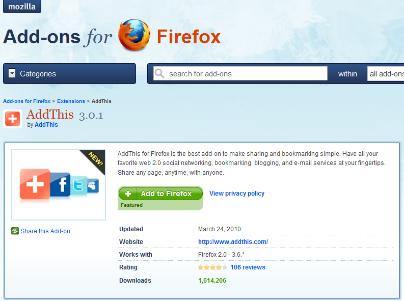 mozilla
Add-ons for Firefox
Categories
search for add-ons
within
all add-ons
Add-ons for Firefox > Extensions > AddThis
AddThis 3.0.1
by AddThis
AddThis for Firefox is the best add-on to make sharing and bookmarking simple. Have all your
favorite web 2.0 social networking, bookmarking, blogging, and e-mail services at your fingertips.
Share any page, anytime, with anyone.
NEW!
Add to Firefox
View privacy policy
Featured
Share this Add-on
Updated March 24, 2010
Website http://www.addthis.com/
Works with Firefox 2.0 - 3.6.*
Rating 106 reviews
Downloads 1,614,206